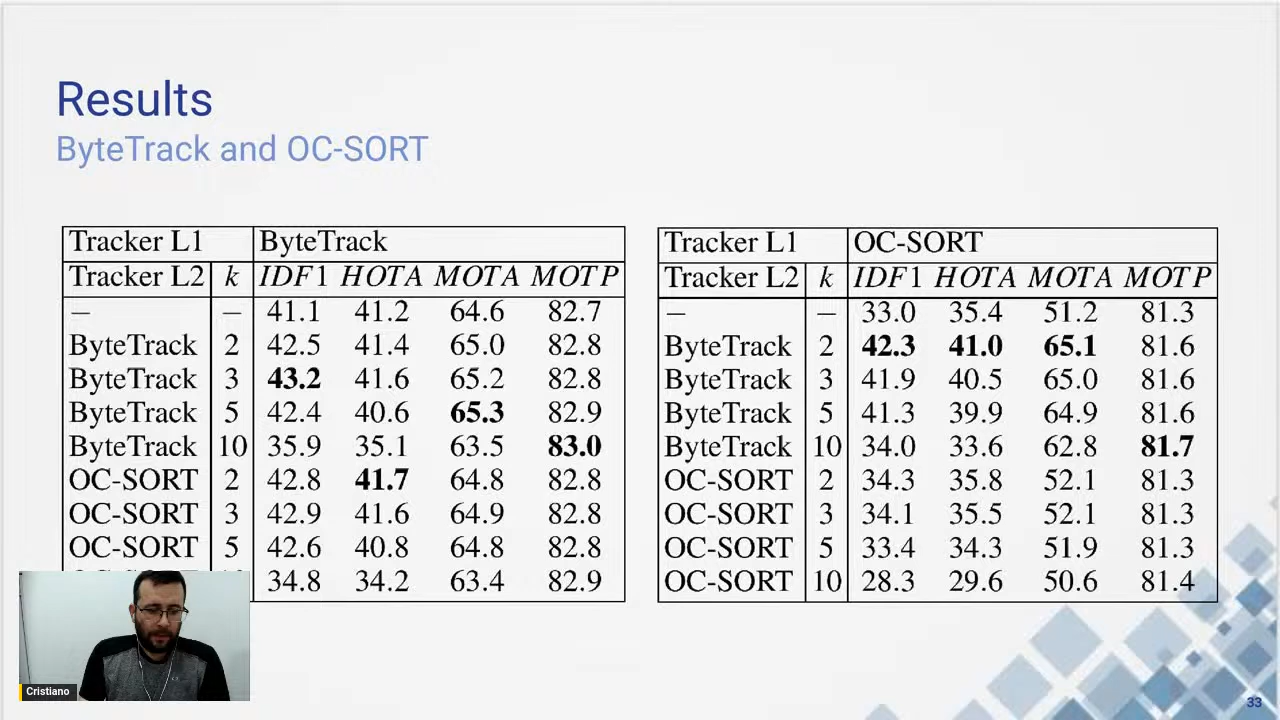 Results
ByteTrack and OC-SORT
Tracker L1 ByteTrack
Tracker L2 k IDF1 HOTA MOTA MOTP
— — 41.1 41.2 64.6 82.7
ByteTrack 2 42.5 41.4 65.0 82.8
ByteTrack 3 43.2 41.6 65.2 82.8
ByteTrack 5 42.4 40.6 65.3 82.9
ByteTrack 10 35.9 35.1 63.5 83.0
OC-SORT 2 42.8 41.7 64.8 82.8
OC-SORT 3 42.9 41.6 64.9 82.8
OC-SORT 5 42.6 40.8 64.8 82.8
34.8 34.2 63.4 82.9
Tracker L1 OC-SORT
Tracker L2 k IDF1 HOTA MOTA MOTP
— — 33.0 35.4 51.2 81.3
ByteTrack 2 42.3 41.0 65.1 81.6
ByteTrack 3 41.9 40.5 65.0 81.6
ByteTrack 5 41.3 39.9 64.9 81.6
ByteTrack 10 34.0 33.6 62.8 81.7
OC-SORT 2 34.3 35.8 52.1 81.3
OC-SORT 3 34.1 35.5 52.1 81.3
OC-SORT 5 33.4 34.3 51.9 81.3
OC-SORT 10 28.3 29.6 50.6 81.4
Cristiano
33